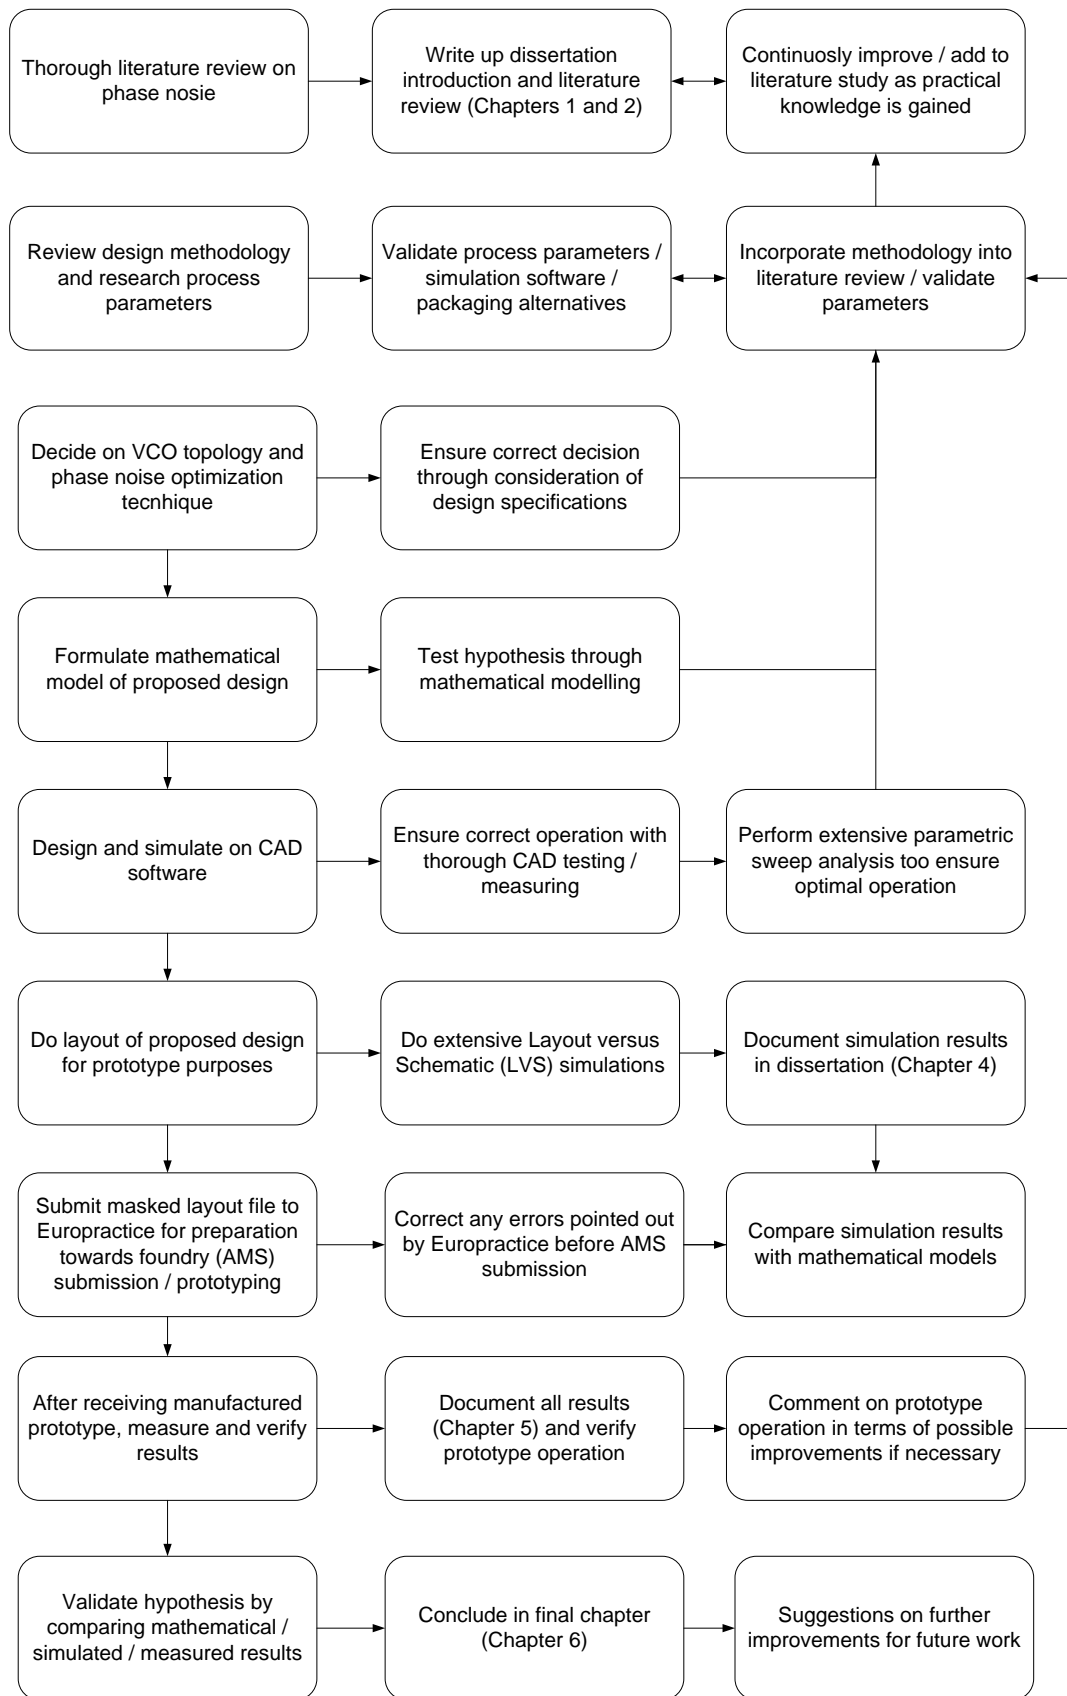 Thorough literature review on
phase nosie
Write up dissertation
introduction and literature
review (Chapters 1 and 2)
Continuosly improve / add to
literature study as practical
knowledge is gained
Review design methodology
and research process
parameters
Validate process parameters /
simulation software /
packaging alternatives
Incorporate methodology into
literature review / validate
parameters
Decide on VCO topology and
phase noise optimization
tecnhique
Ensure correct decision
through consideration of
design specifications
Formulate mathematical
model of proposed design
Test hypothesis through
mathematical modelling
Design and simulate on CAD
software
Ensure correct operation with
thorough CAD testing /
measuring
Perform extensive parametric
sweep analysis too ensure
optimal operation
Do layout of proposed design
for prototype purposes
Do extensive Layout versus
Schematic (LVS) simulations
Document simulation results
in dissertation (Chapter 4)
Submit masked layout file to
Europractice for preparation
towards foundry (AMS)
submission / prototyping
Correct any errors pointed out
by Europractice before AMS
submission
Compare simulation results
with mathematical models
After receiving manufactured
prototype, measure and verify
results
Document all results
(Chapter 5) and verify
prototype operation
Comment on prototype
operation in terms of possible
improvements if necessary
Validate hypothesis by
comparing mathematical /
simulated / measured results
Conclude in final chapter
(Chapter 6)
Suggestions on further
improvements for future work